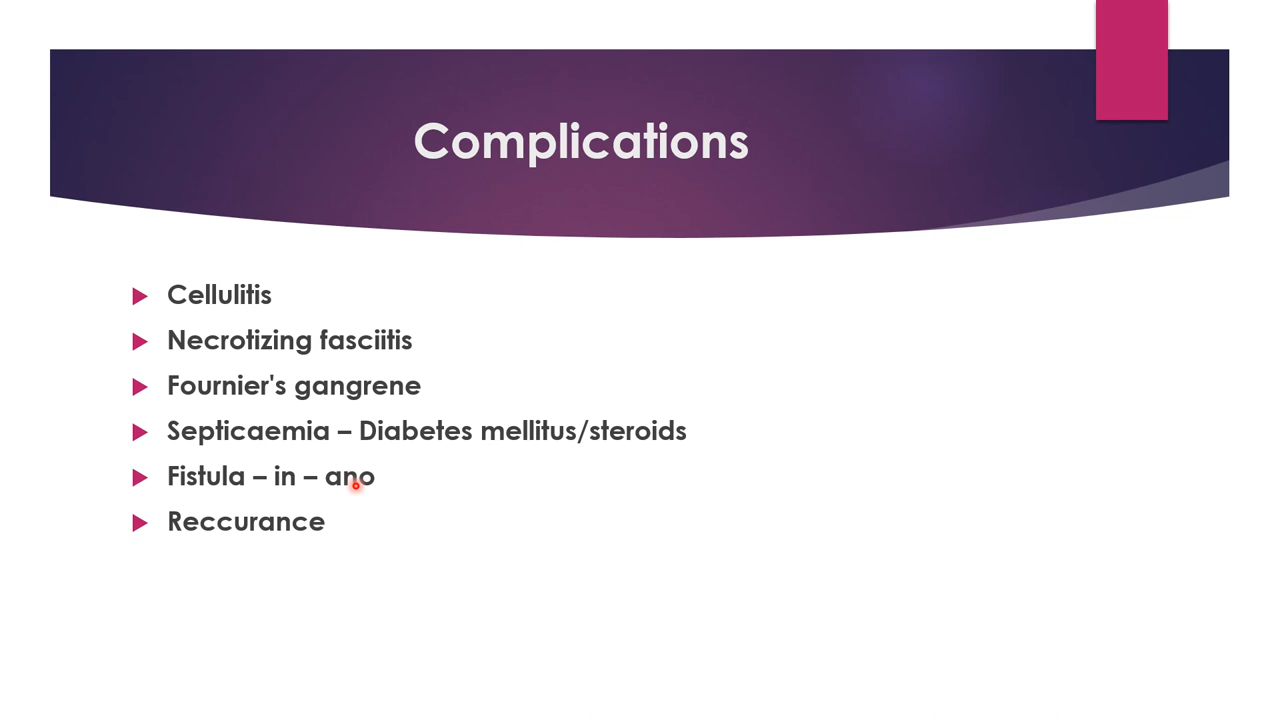 Complications
Cellulitis
Necrotizing fasciitis
Fournier's gangrene
Septicaemia – Diabetes mellitus/steroids
Fistula – in – ano
Reccurance